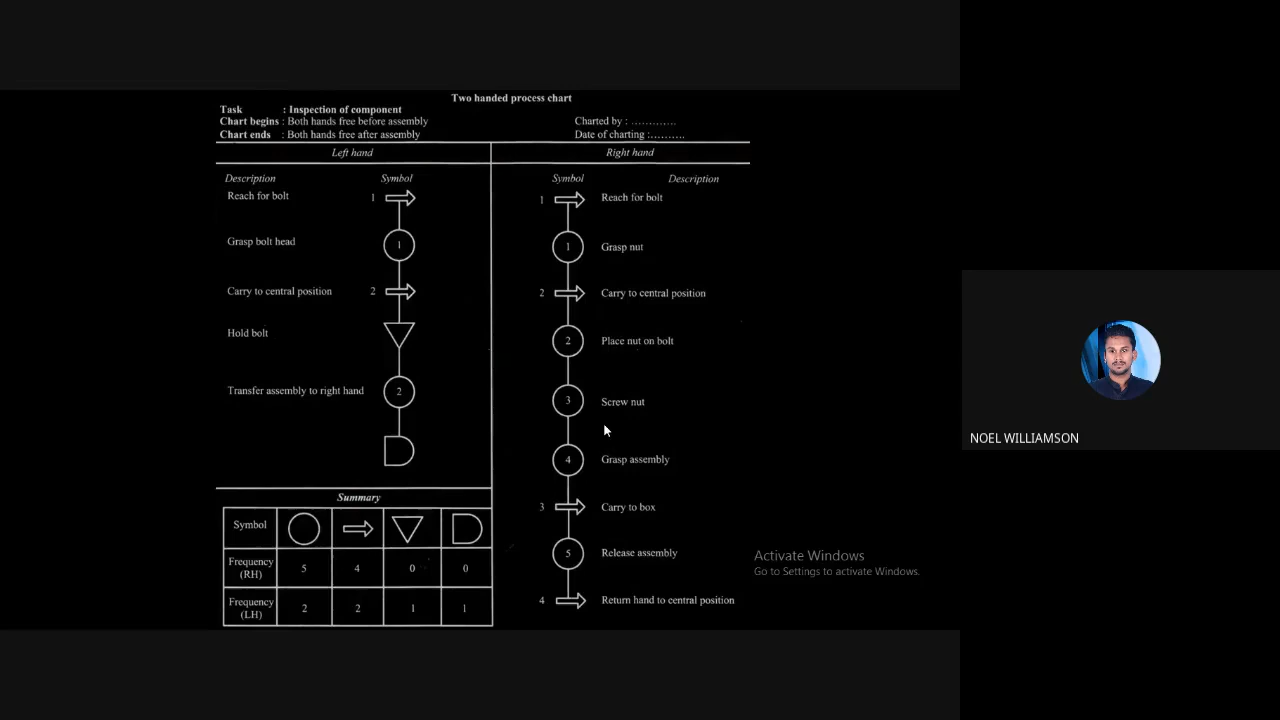 Two handed process chart
Task : Inspection of component
Chart begins : Both hands free before assembly
Charted by : ………….
Chart ends : Both hands free after assembly
Date of charting :……….
Left hand
Right hand
Description Symbol
Symbol Description
Reach for bolt 1
1 Reach for bolt
Grasp bolt head 1
1 Grasp nut
Carry to central position 2
2 Carry to central position
Hold bolt
2 Place nut on bolt
Transfer assembly to right hand 2
3 Screw nut
4 Grasp assembly
3 Carry to box
5 Release assembly
4 Return hand to central position
Summary
Symbol
Frequency
(RH) 5 4 0 0
Frequency
(LH) 2 2 1 1
Activate Windows
Go to Settings to activate Windows.
NOEL WILLIAMSON